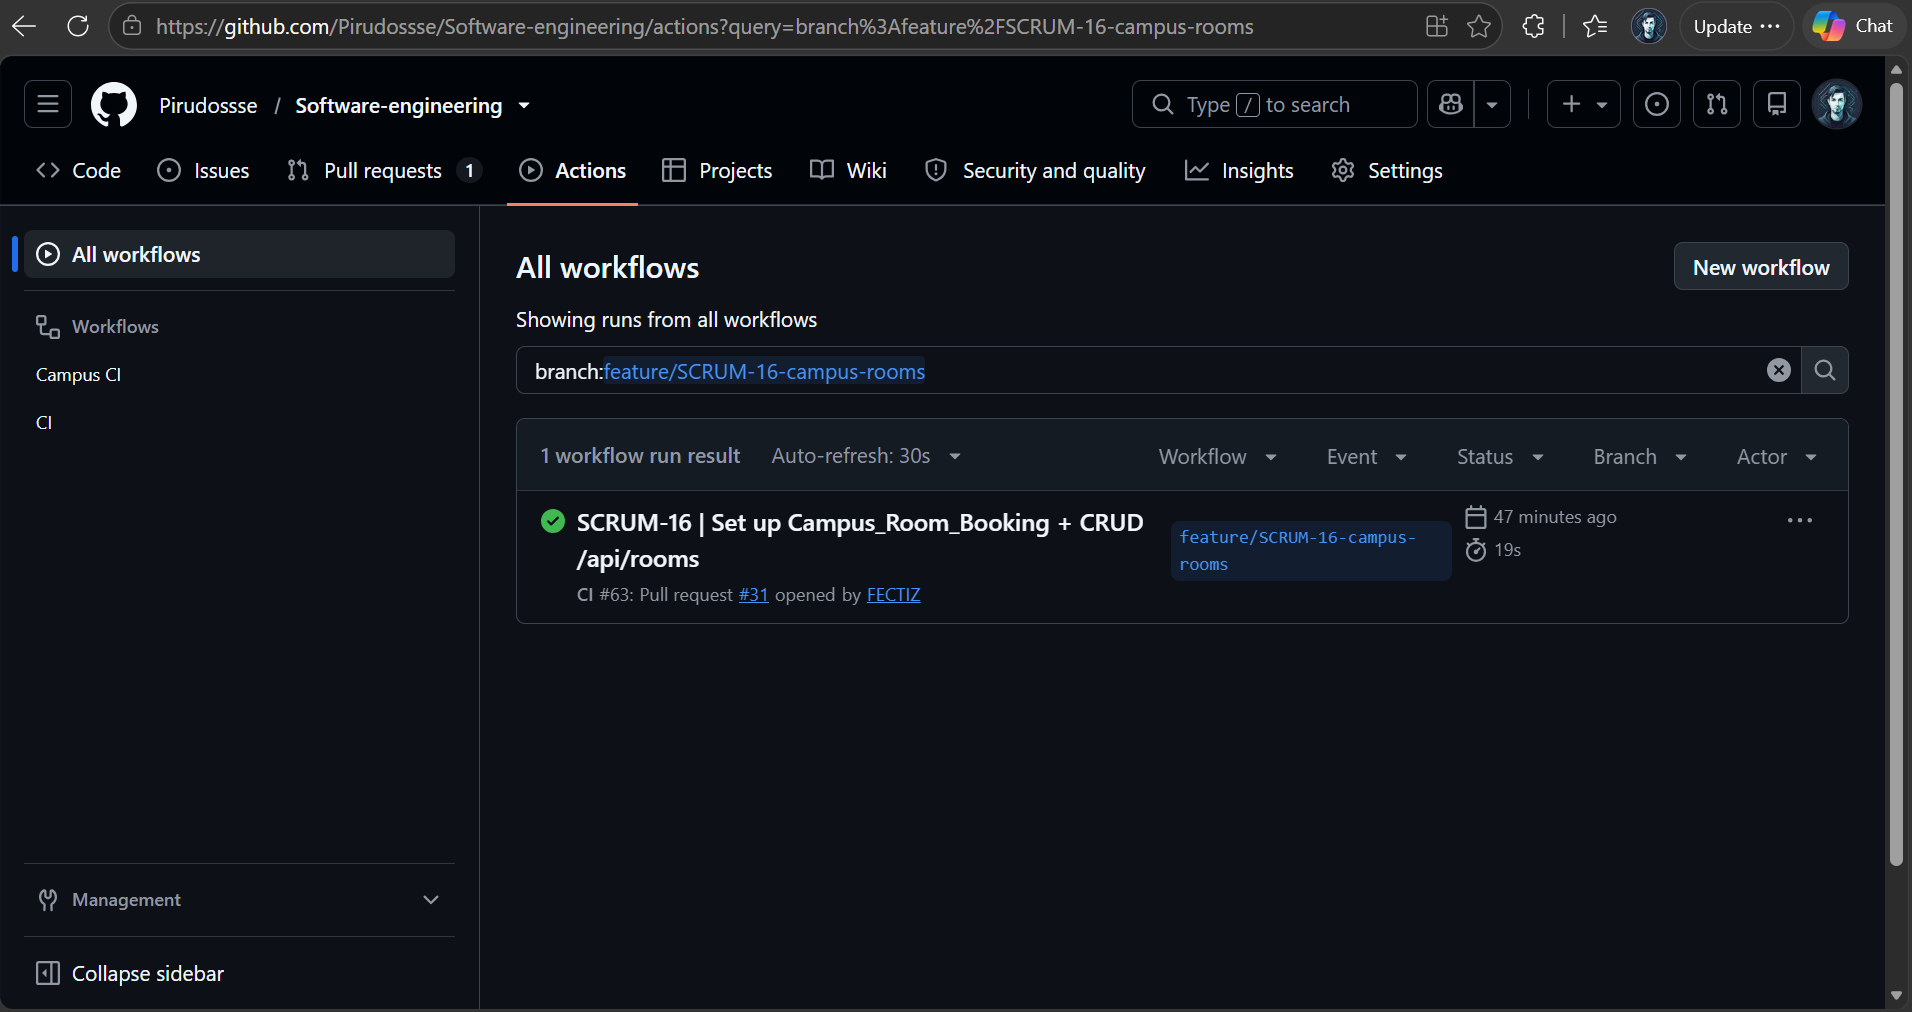 https://github.com/Pirudossse/Software-engineering/actions?query=branch%3Afeature%2FSCRUM-16-campus-rooms
Update
Chat
Pirudossse / Software-engineering
Type / to search
Code
Issues
Pull requests 1
Actions
Projects
Wiki
Security and quality
Insights
Settings
All workflows
Workflows
Campus CI
CI
Management
Collapse sidebar
All workflows
New workflow
Showing runs from all workflows
branch:feature/SCRUM-16-campus-rooms
1 workflow run result
Auto-refresh: 30s
Workflow
Event
Status
Branch
Actor
SCRUM-16 | Set up Campus_Room_Booking + CRUD
/api/rooms
CI #63: Pull request #31 opened by FECTIZ
feature/SCRUM-16-campus-
rooms
47 minutes ago
19s